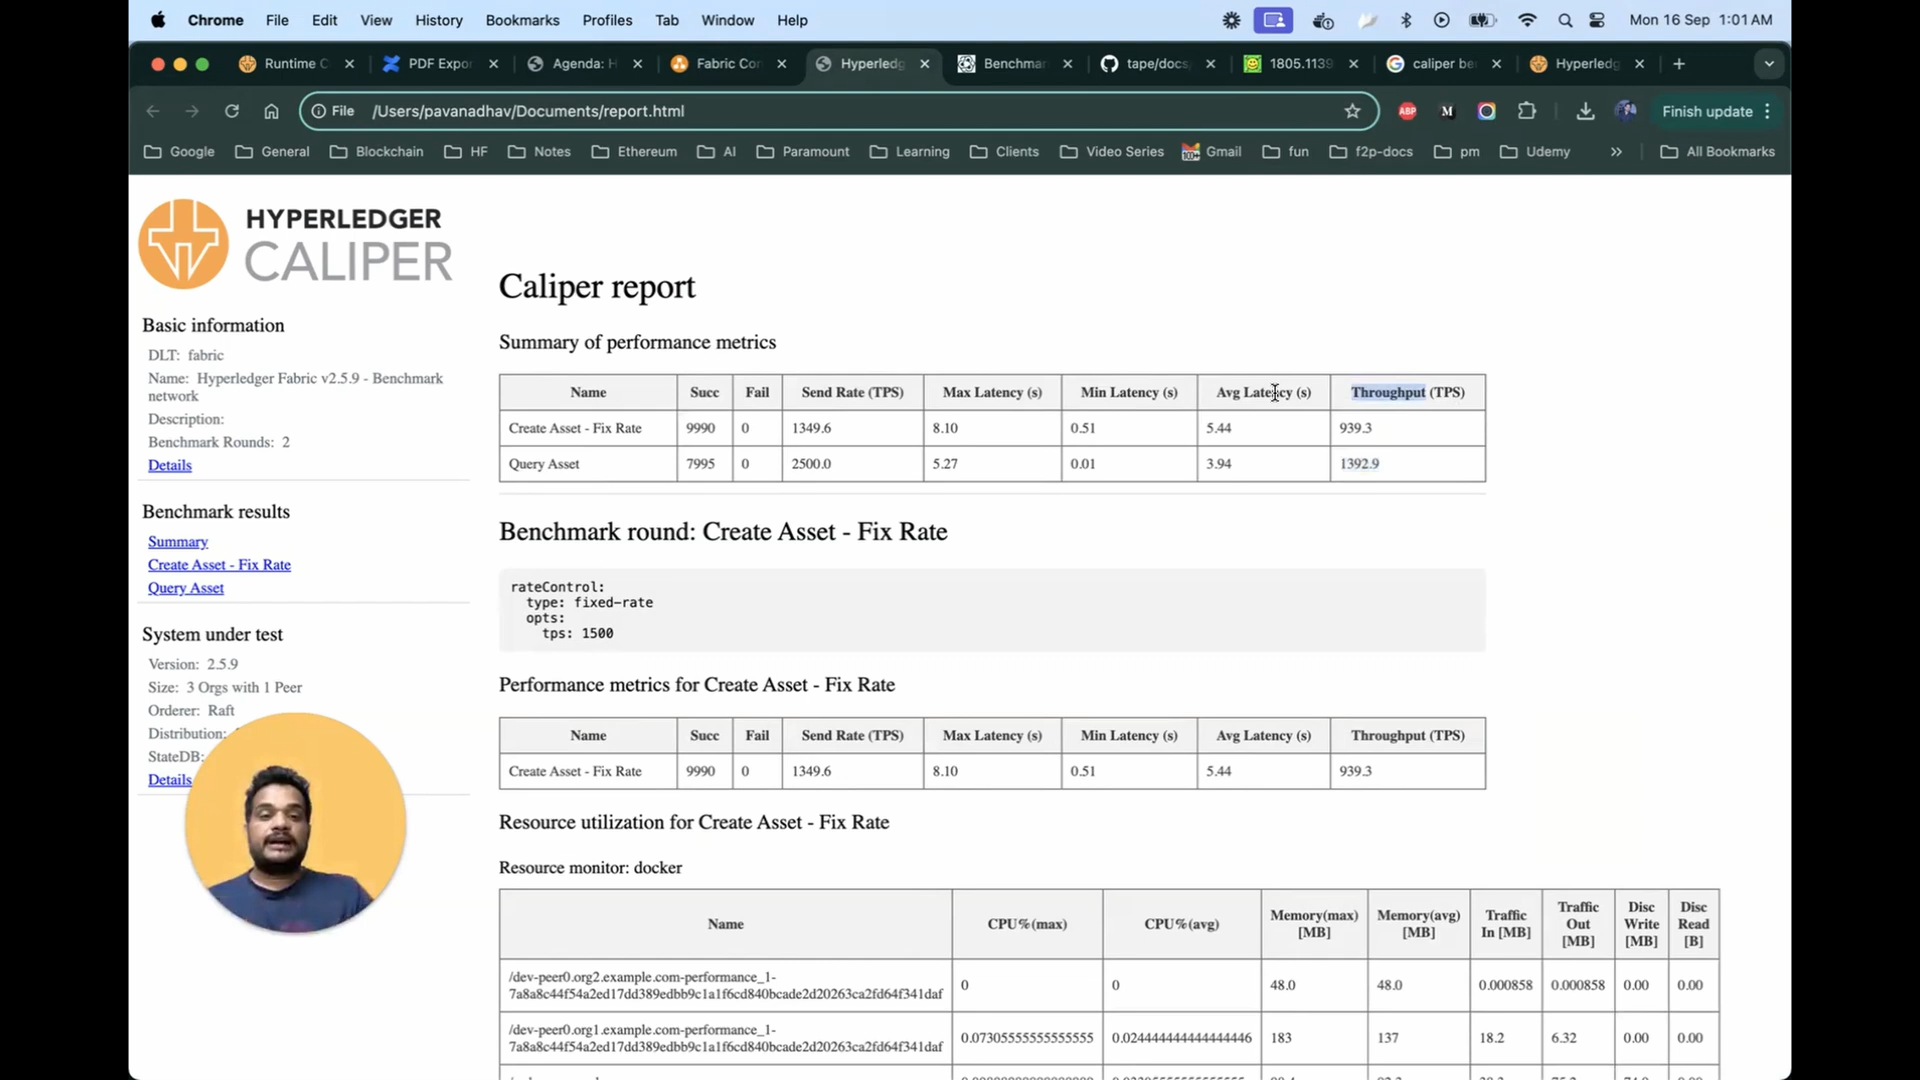 Chrome File Edit View History Bookmarks Profiles Tab Window Help Mon 16 Sep 1:01 AM
Runtime C PDF Expor Agenda: H Fabric Con Hyperledg Benchmar tape/docs, 1805.1139 caliper be Hyperledg
File /Users/pavanadhav/Documents/report.html ABP M Finish update
Google General Blockchain HF Notes Ethereum AI Paramount Learning Clients Video Series Gmail fun f2p-docs pm Udemy » All Bookmarks
HYPERLEDGER
CALIPER
Basic information
DLT: fabric
Name: Hyperledger Fabric v2.5.9 - Benchmark
network
Description:
Benchmark Rounds: 2
Details
Benchmark results
Summary
Create Asset - Fix Rate
Query Asset
System under test
Version: 2.5.9
Size: 3 Orgs with 1 Peer
Orderer: Raft
Distribution:
StateDB:
Details
Caliper report
Summary of performance metrics
Name Succ Fail Send Rate (TPS) Max Latency (s) Min Latency (s) Avg Latency (s) Throughput (TPS)
Create Asset - Fix Rate 9990 0 1349.6 8.10 0.51 5.44 939.3
Query Asset 7995 0 2500.0 5.27 0.01 3.94 1392.9
Benchmark round: Create Asset - Fix Rate
rateControl:
type: fixed-rate
opts:
tps: 1500
Performance metrics for Create Asset - Fix Rate
Name Succ Fail Send Rate (TPS) Max Latency (s) Min Latency (s) Avg Latency (s) Throughput (TPS)
Create Asset - Fix Rate 9990 0 1349.6 8.10 0.51 5.44 939.3
Resource utilization for Create Asset - Fix Rate
Resource monitor: docker
Name CPU%(max) CPU%(avg) Memory(max) [MB] Memory(avg) [MB] Traffic In [MB] Traffic Out [MB] Disc Write [MB] Disc Read [B]
/dev-peer0.org2.example.com-performance_1-
7a8a8c44f54a2ed17dd389edbb9c1a1f6cd840bcade2d20263ca2fd64f341daf 0 0 48.0 48.0 0.000858 0.000858 0.00 0.00
/dev-peer0.org1.example.com-performance_1-
7a8a8c44f54a2ed17dd389edbb9c1a1f6cd840bcade2d20263ca2fd64f341daf 0.07305555555555555 0.024444444444444446 183 137 18.2 6.32 0.00 0.00